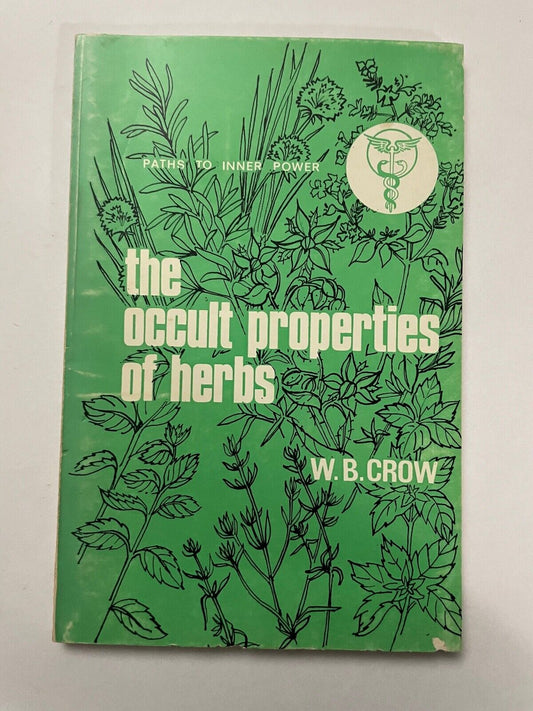 PATHS TO INNER POWER
the
occult properties
of herbs
W. B. CROW